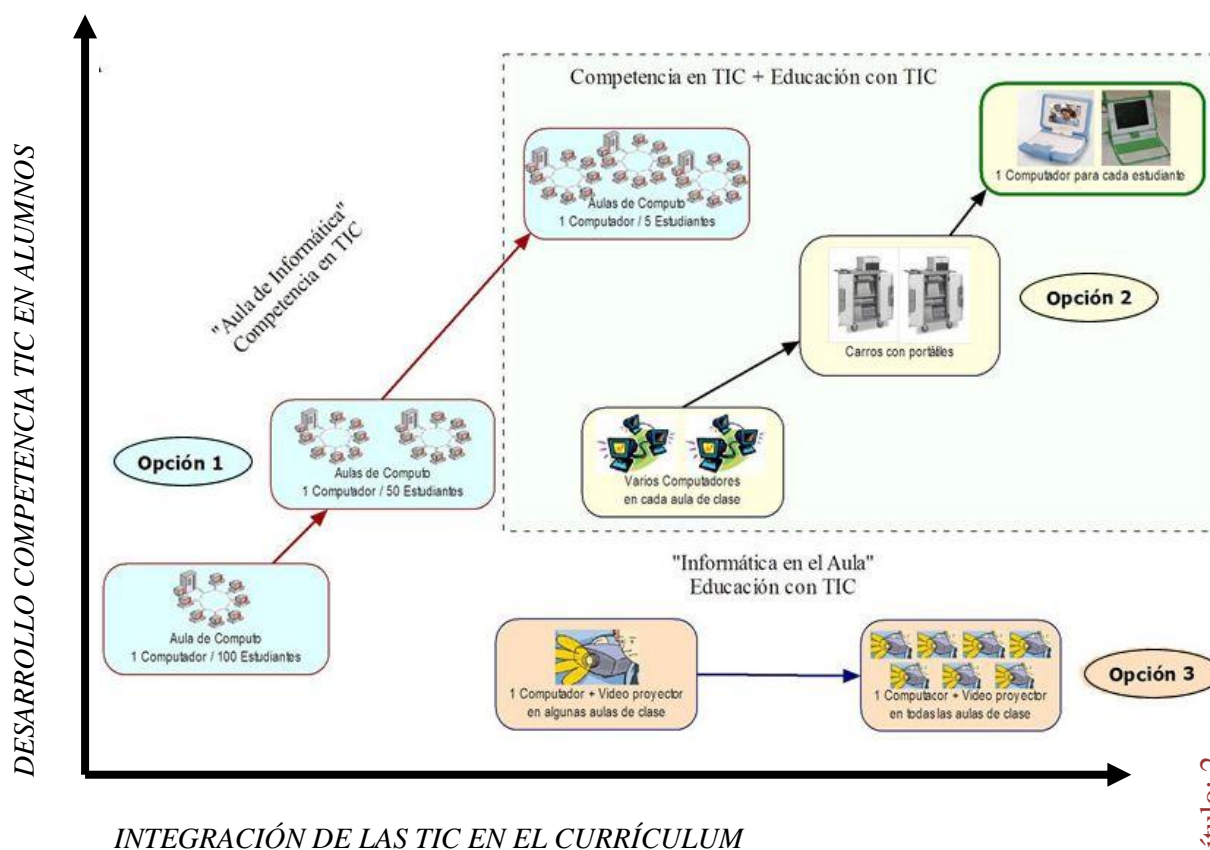 DESARROLLO COMPETENCIA TIC EN ALUMNOS
Competencia en TIC + Educación con TIC
1 Computador para cada estudiante
Aulas de Computo
1 Computador / 5 Estudiantes
"Aula de Informática"
Competencia en TIC
Carros con portátiles
Opción 2
Opción 1
Aulas de Computo
1 Computador / 50 Estudiantes
Varios Computadores
en cada aula de clase
"Informática en el Aula"
Educación con TIC
Aula de Computo
1 Computador / 100 Estudiantes
1 Computador + Video proyector
en algunas aulas de clase
1 Computador + Video proyector
en todas las aulas de clase
Opción 3
INTEGRACIÓN DE LAS TIC EN EL CURRÍCULUM